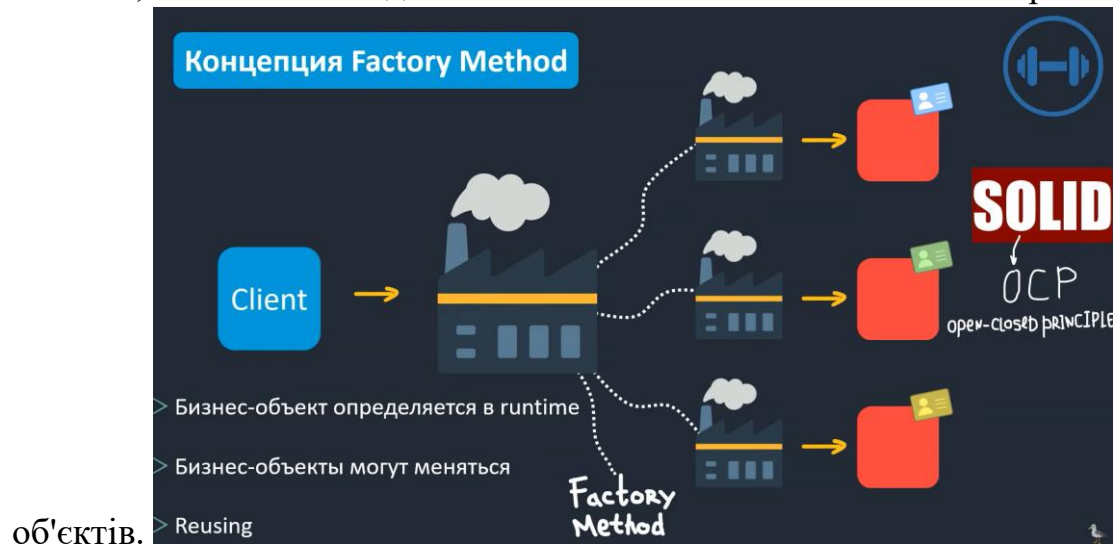 Концепция Factory Method
SOLID
OCP
OPEN-CLOSED PRINCIPLE
Client
Бизнес-объект определяется в runtime
Бизнес-объекты могут меняться
Factory
Method
об'єктів.
Reusing